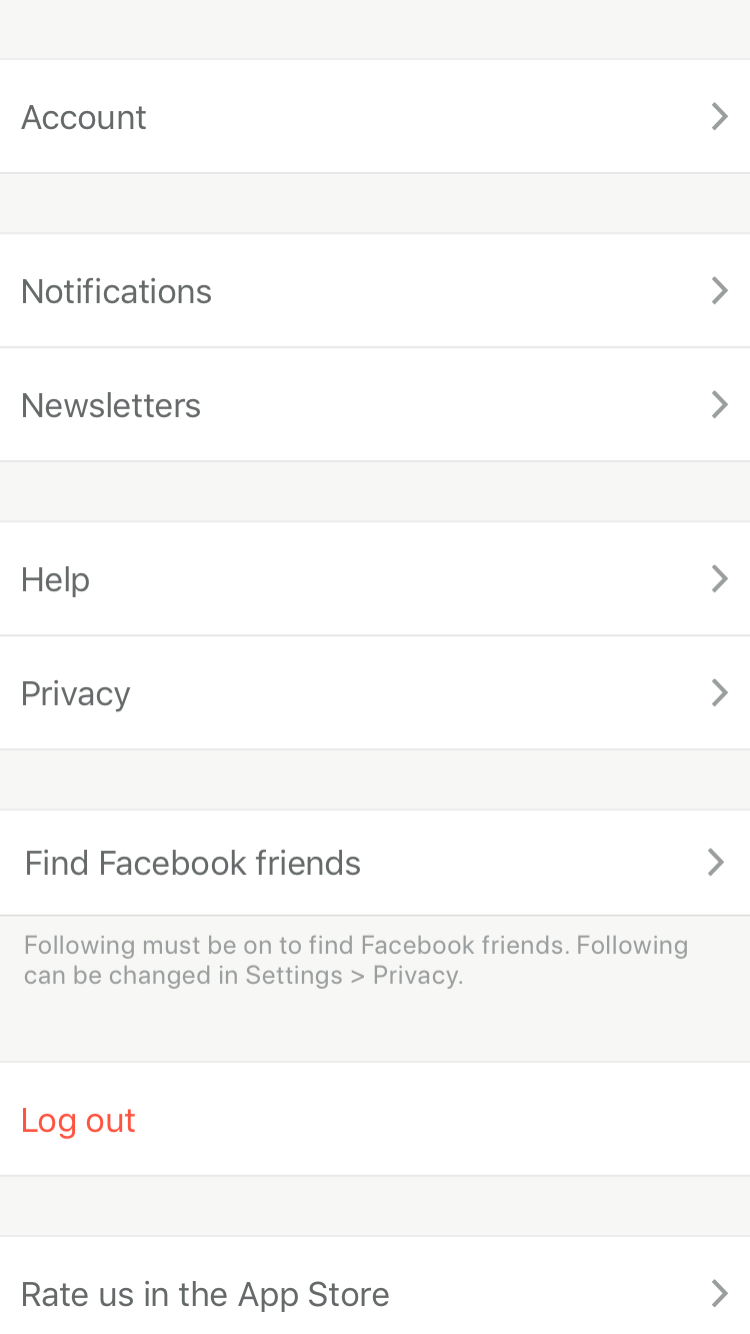 Account
Notifications
Newsletters
Help
Privacy
Find Facebook friends
Following must be on to find Facebook friends. Following
can be changed in Settings > Privacy.
Log out
Rate us in the App Store